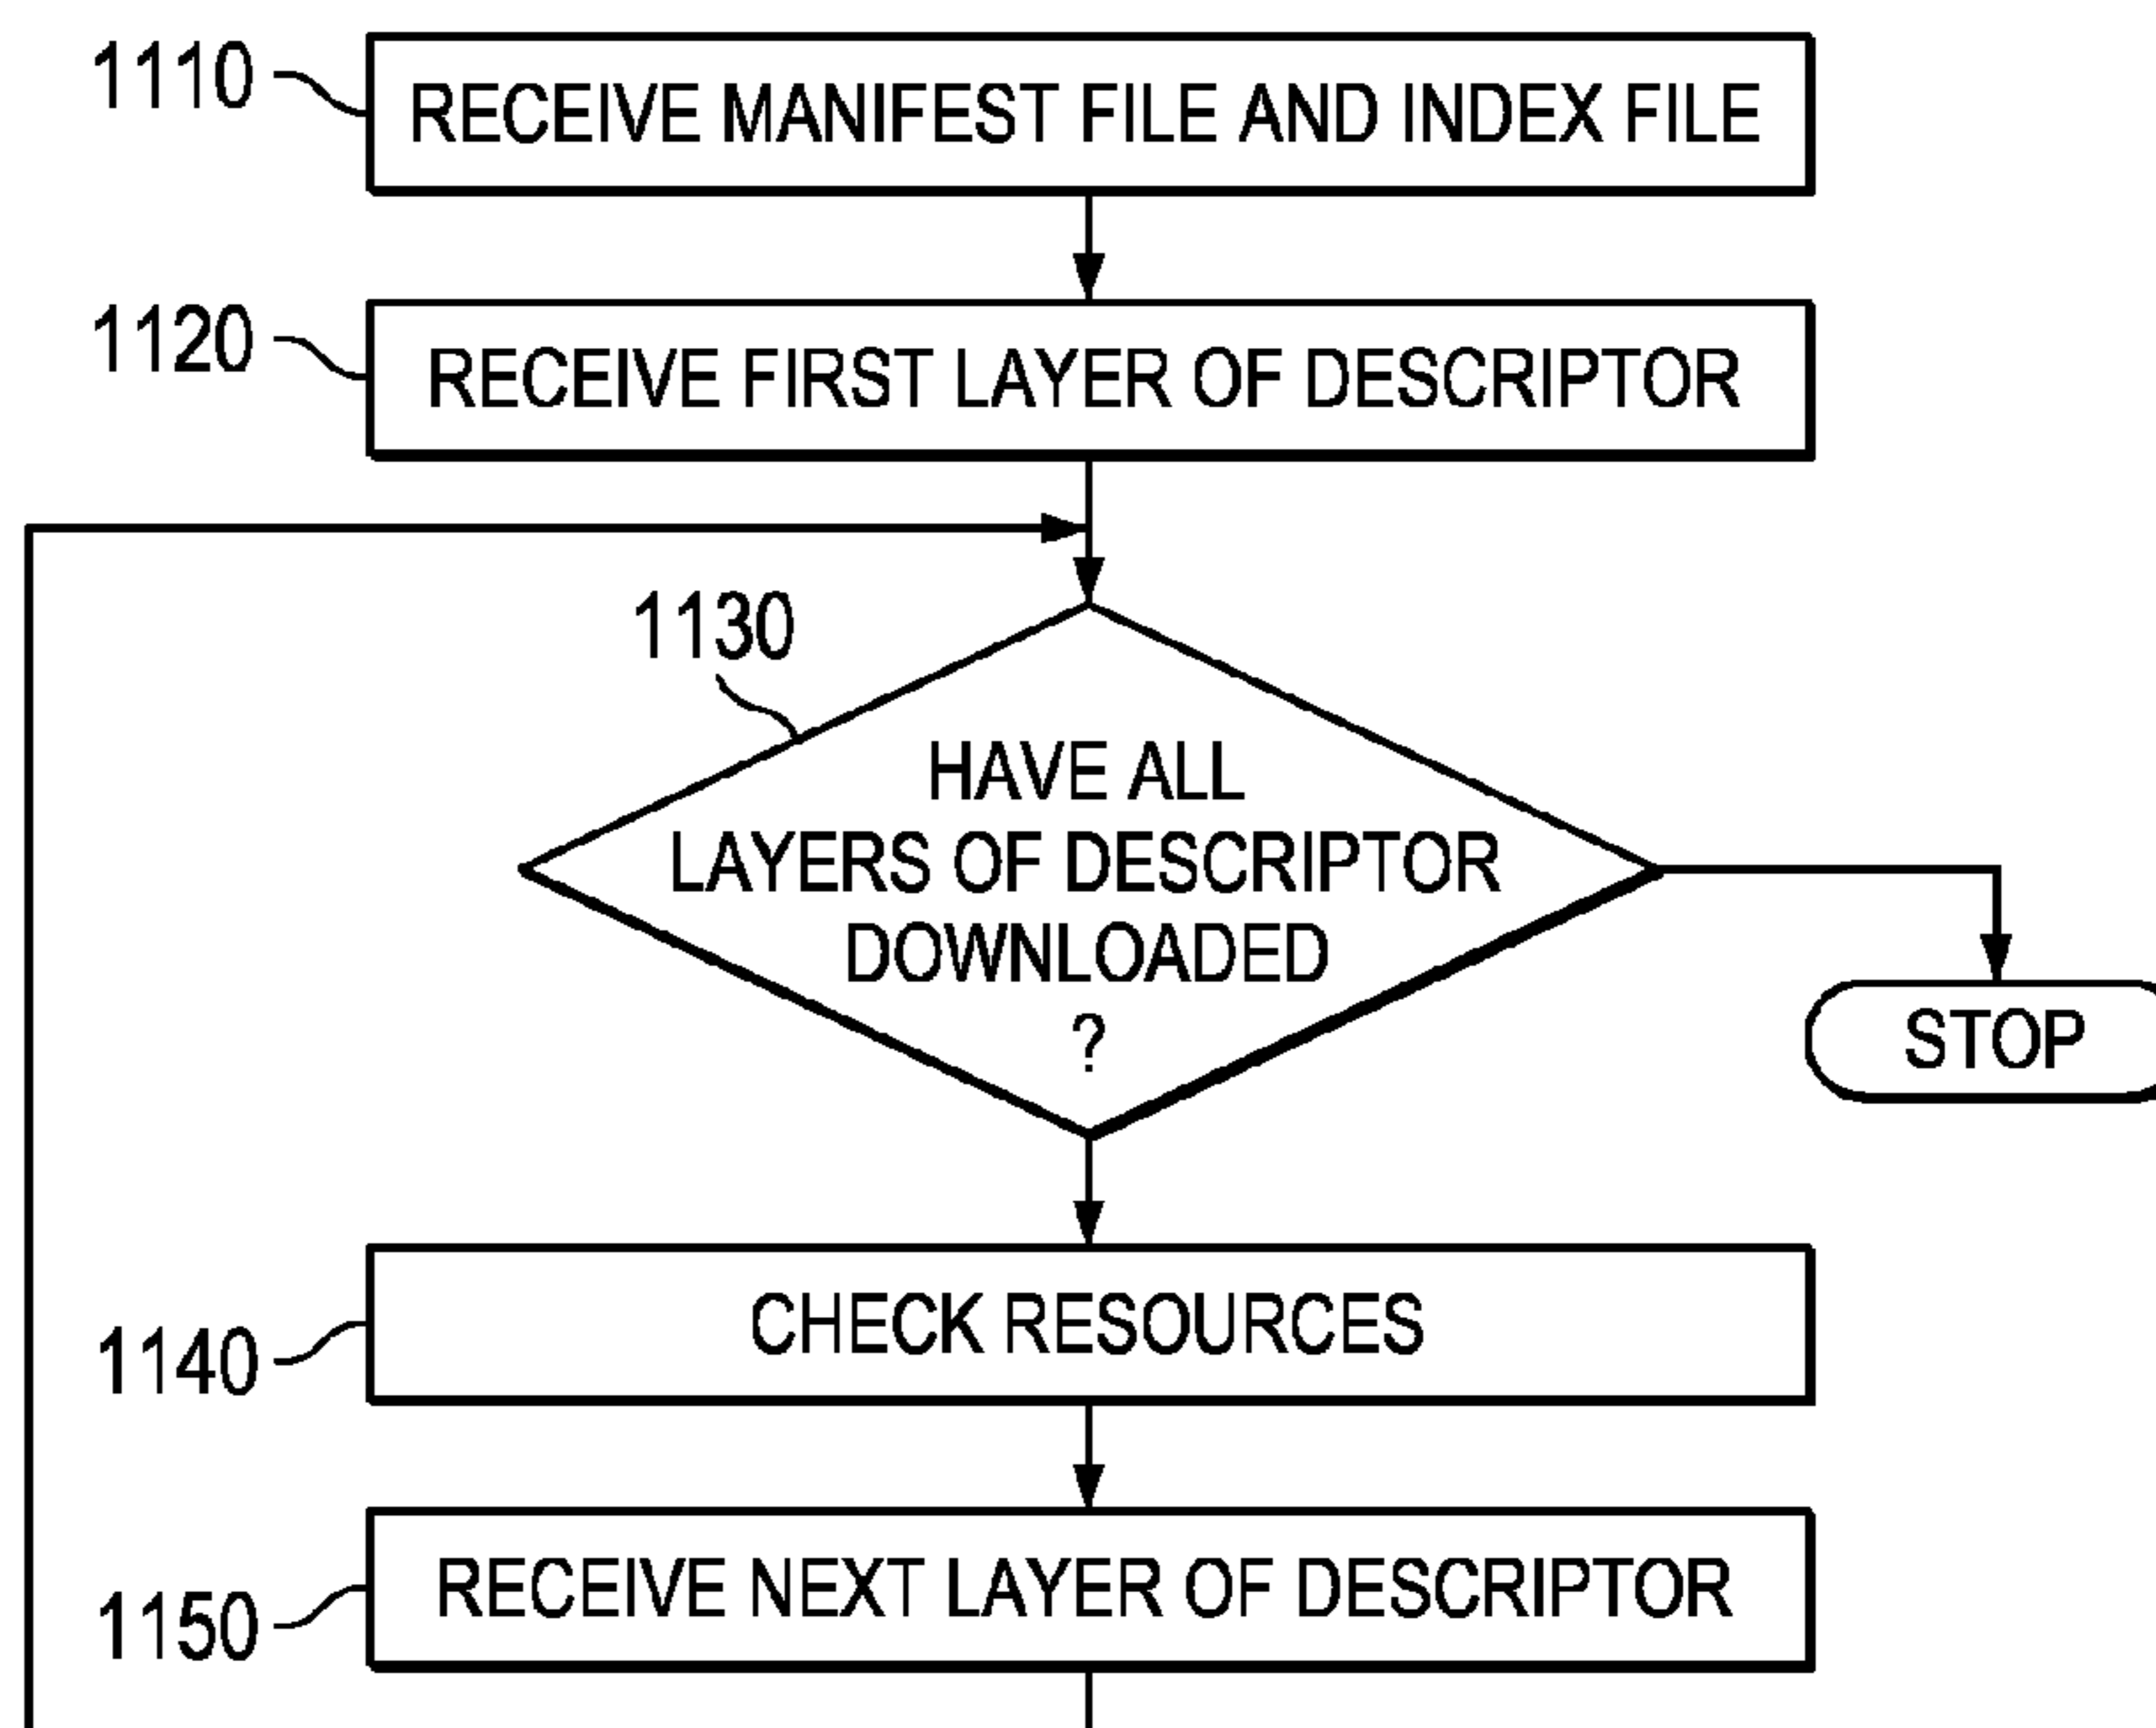 1110
RECEIVE MANIFEST FILE AND INDEX FILE
1120
RECEIVE FIRST LAYER OF DESCRIPTOR
1130
HAVE ALL
LAYERS OF DESCRIPTOR
DOWNLOADED
?
STOP
1140
CHECK RESOURCES
1150
RECEIVE NEXT LAYER OF DESCRIPTOR